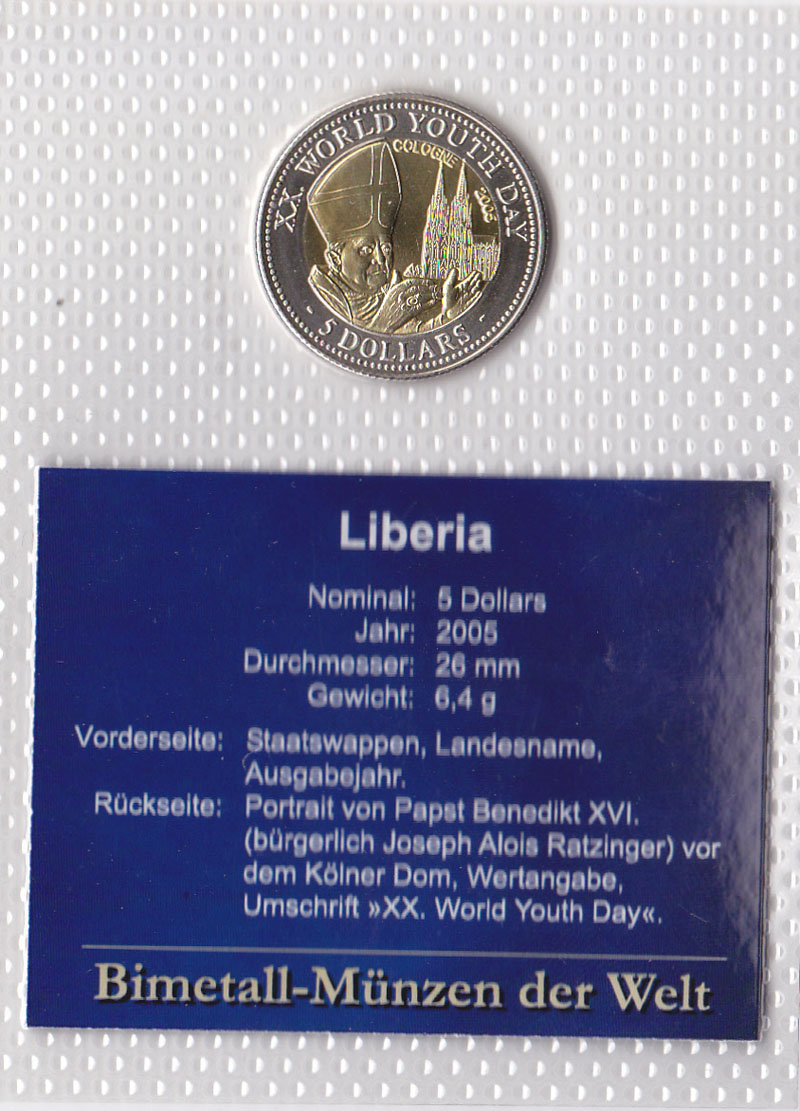 XX. WORLD YOUTH DAY
COLOGNE 2005
- 5 DOLLARS -
Liberia
Nominal: 5 Dollars
Jahr: 2005
Durchmesser: 26 mm
Gewicht: 6,4 g
Vorderseite: Staatswappen, Landesname,
Ausgabejahr.
Rückseite: Portrait von Papst Benedikt XVI.
(bürgerlich Joseph Alois Ratzinger) vor
dem Kölner Dom, Wertangabe,
Umschrift »XX. World Youth Day«.
Bimetall-Münzen der Welt